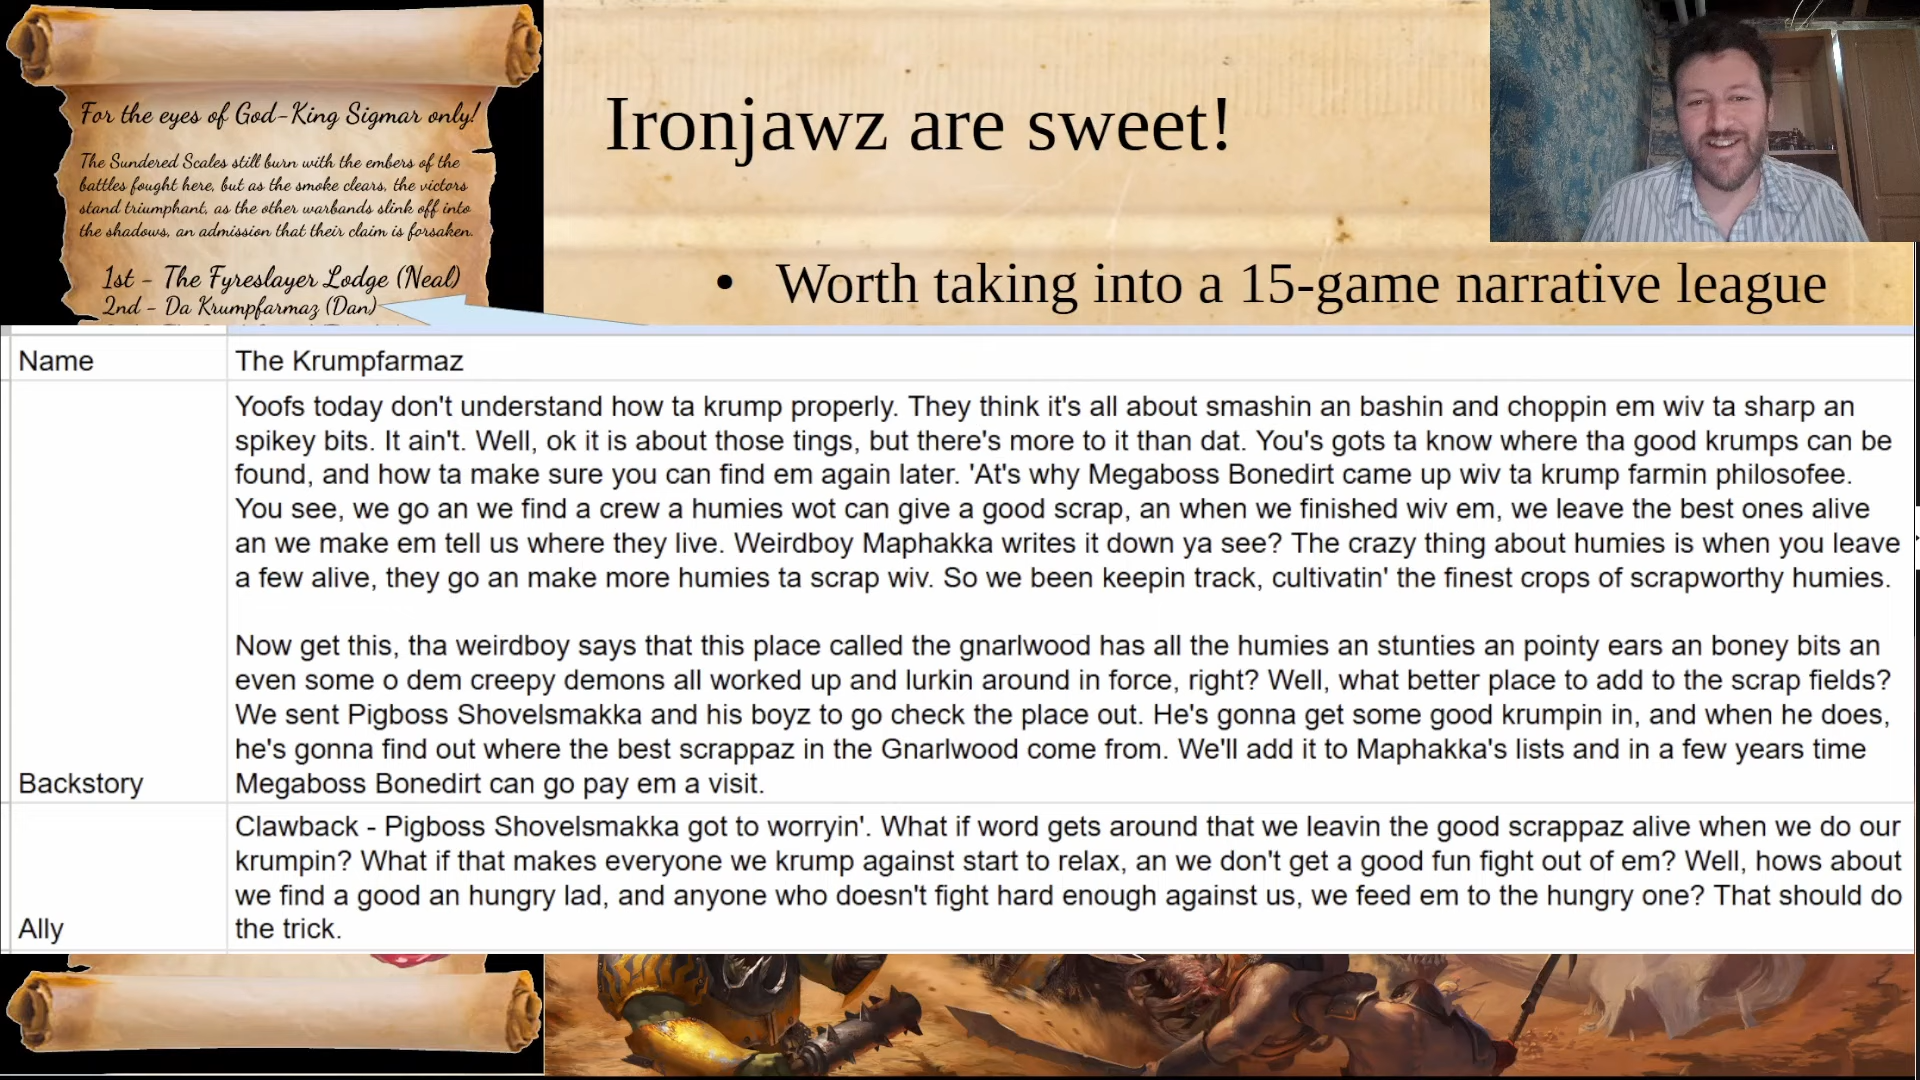 For the eyes of God-King Sigmar only!
The Sundered Scales still burn with the embers of the
battles fought here, but as the smoke clears, the victors
stand triumphant, as the other warbands slink off into
the shadows, an admission that their claim is forsaken.
1st - The Fyreslayer Lodge (Neal)
2nd - Da Krumpfarmaz (Dan)
Ironjawz are sweet!
• Worth taking into a 15-game narrative league
Name
The Krumpfarmaz
Yoofs today don't understand how ta krump properly. They think it's all about smashin an bashin and choppin em wiv ta sharp an
spikey bits. It ain't. Well, ok it is about those tings, but there's more to it than dat. You's gots ta know where tha good krumps can be
found, and how ta make sure you can find em again later. 'At's why Megaboss Bonedirt came up wiv ta krump farmin philosofee.
You see, we go an we find a crew a humies wot can give a good scrap, an when we finished wiv em, we leave the best ones alive
an we make em tell us where they live. Weirdboy Maphakka writes it down ya see? The crazy thing about humies is when you leave
a few alive, they go an make more humies ta scrap wiv. So we been keepin track, cultivatin' the finest crops of scrapworthy humies.
Now get this, tha weirdboy says that this place called the gnarlwood has all the humies an stunties an pointy ears an boney bits an
even some o dem creepy demons all worked up and lurkin around in force, right? Well, what better place to add to the scrap fields?
We sent Pigboss Shovelsmakka and his boyz to go check the place out. He's gonna get some good krumpin in, and when he does,
he's gonna find out where the best scrappaz in the Gnarlwood come from. We'll add it to Maphakka's lists and in a few years time
Megaboss Bonedirt can go pay em a visit.
Backstory
Clawback - Pigboss Shovelsmakka got to worryin'. What if word gets around that we leavin the good scrappaz alive when we do our
krumpin? What if that makes everyone we krump against start to relax, an we don't get a good fun fight out of em? Well, hows about
we find a good an hungry lad, and anyone who doesn't fight hard enough against us, we feed em to the hungry one? That should do
the trick.
Ally